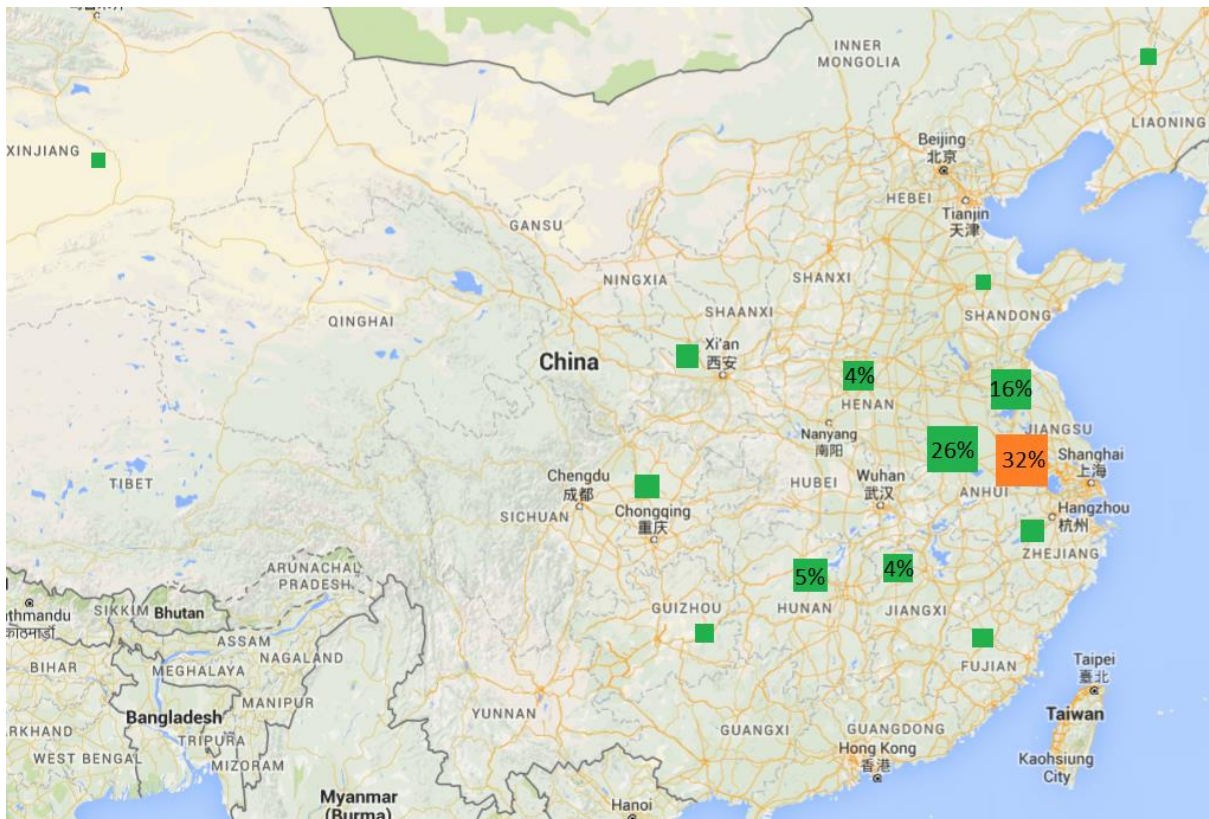 INNER
MONGOLIA
LIAONING
XINJIANG
Beijing
北京
HEBEI
Tianjin
天津
GANSU
NINGXIA
SHANXI
SHANDONG
QINGHAI
SHAANXI
Xi'an
西安
China
4%
HENAN
16%
Nanyang
南阳
JIANGSU
26%
32%
Shanghai
上海
TIBET
Chengdu
成都
HUBEI
Wuhan
武汉
ANHUI
SICHUAN
Chongqing
重庆
Hangzhou
杭州
ZHEJIANG
ARUNACHAL
PRADESH
5%
4%
HUNAN
JIANGXI
GUIZHOU
thmandu
SIKKIM
Bhutan
ASSAM
NAGALAND
BIHAR
MEGHALAYA
FUJIAN
Taipei
臺北
MANIPUR
YUNNAN
Bangladesh
TRIPURA
GUANGXI
GUANGDONG
Taiwan
ARKHAND
WEST BENGAL
MIZORAM
Hong Kong
香港
Kaohsiung
City
Myanmar
(Burma)
Hanoi